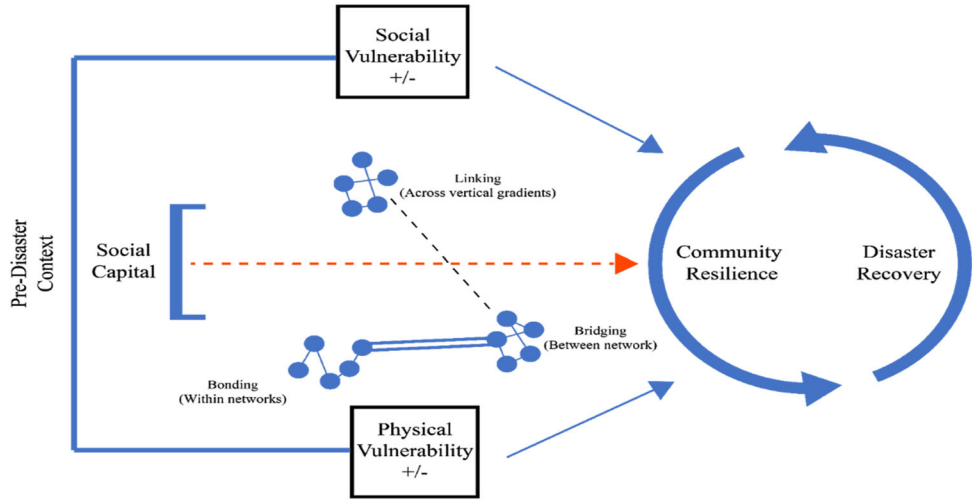 Social
Vulnerability
+/-
Linking
(Across vertical gradients)
Pre-Disaster
Context
Social
Capital
Community
Resilience
Disaster
Recovery
Bridging
(Between network)
Bonding
(Within networks)
Physical
Vulnerability
+/-